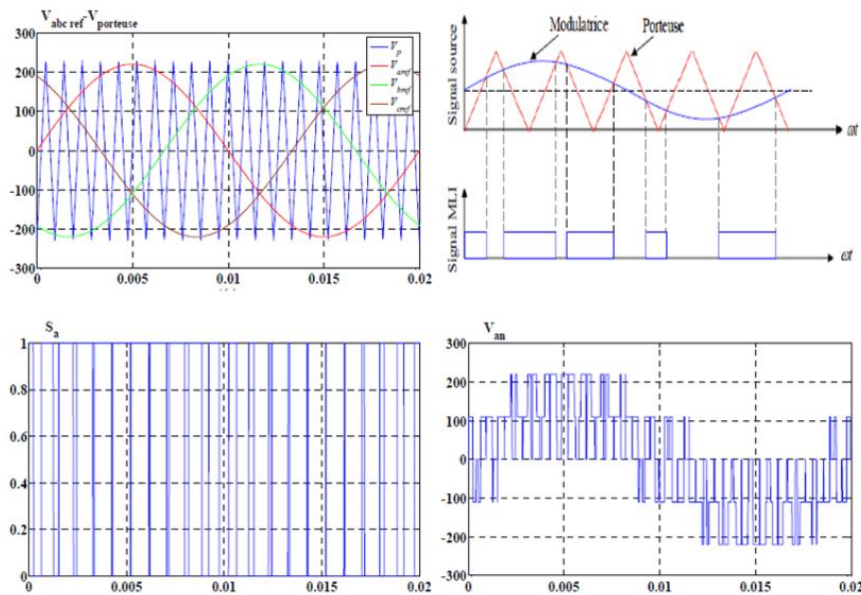 Vabc ref-Vporteuse
300
200
100
0
-100
-200
-300
0
0.005
0.01
0.015
0.02
Vp
Varef
Vbref
Vcref
Signal source
Modulatrice
Porteuse
ωt
Signal MLI
ωt
Sa
1
0.8
0.6
0.4
0.2
0
0
0.005
0.01
0.015
0.02
Van
300
200
100
0
-100
-200
-300
0
0.005
0.01
0.015
0.02